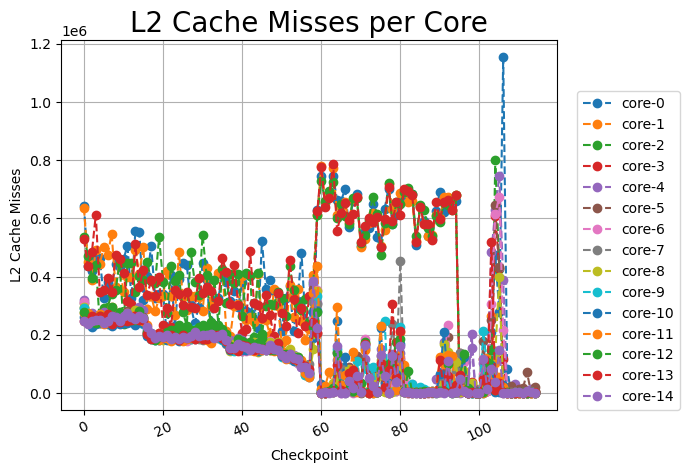 L2 Cache Misses per Core
1e6
1.2
1.0
0.8
0.6
0.4
0.2
0.0
L2 Cache Misses
0
20
40
60
80
100
Checkpoint
core-0
core-1
core-2
core-3
core-4
core-5
core-6
core-7
core-8
core-9
core-10
core-11
core-12
core-13
core-14